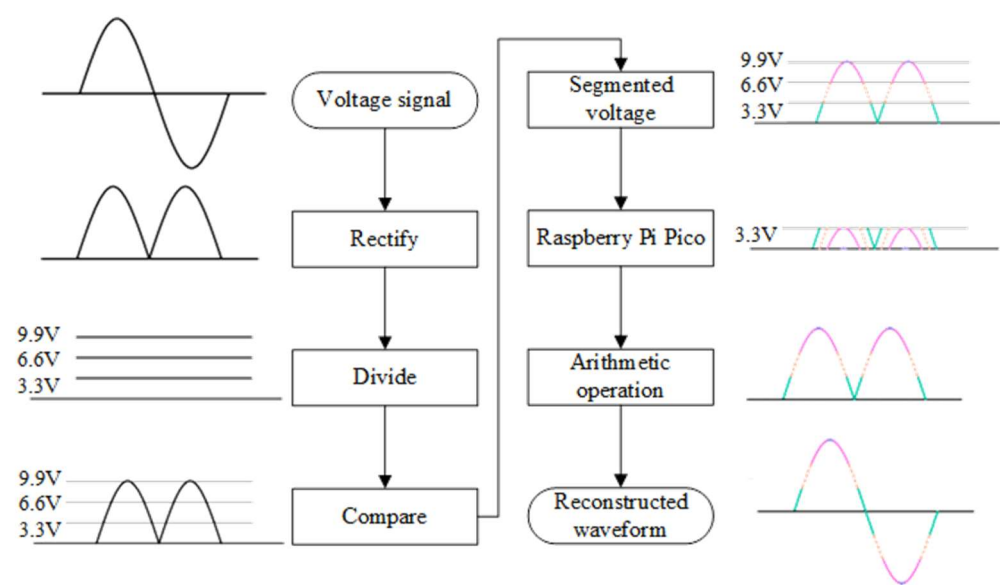 Voltage signal
Rectify
9.9V
6.6V
3.3V
Divide
9.9V
6.6V
3.3V
Compare
Segmented
voltage
9.9V
6.6V
3.3V
Raspberry Pi Pico
3.3V
Arithmetic
operation
Reconstructed
waveform